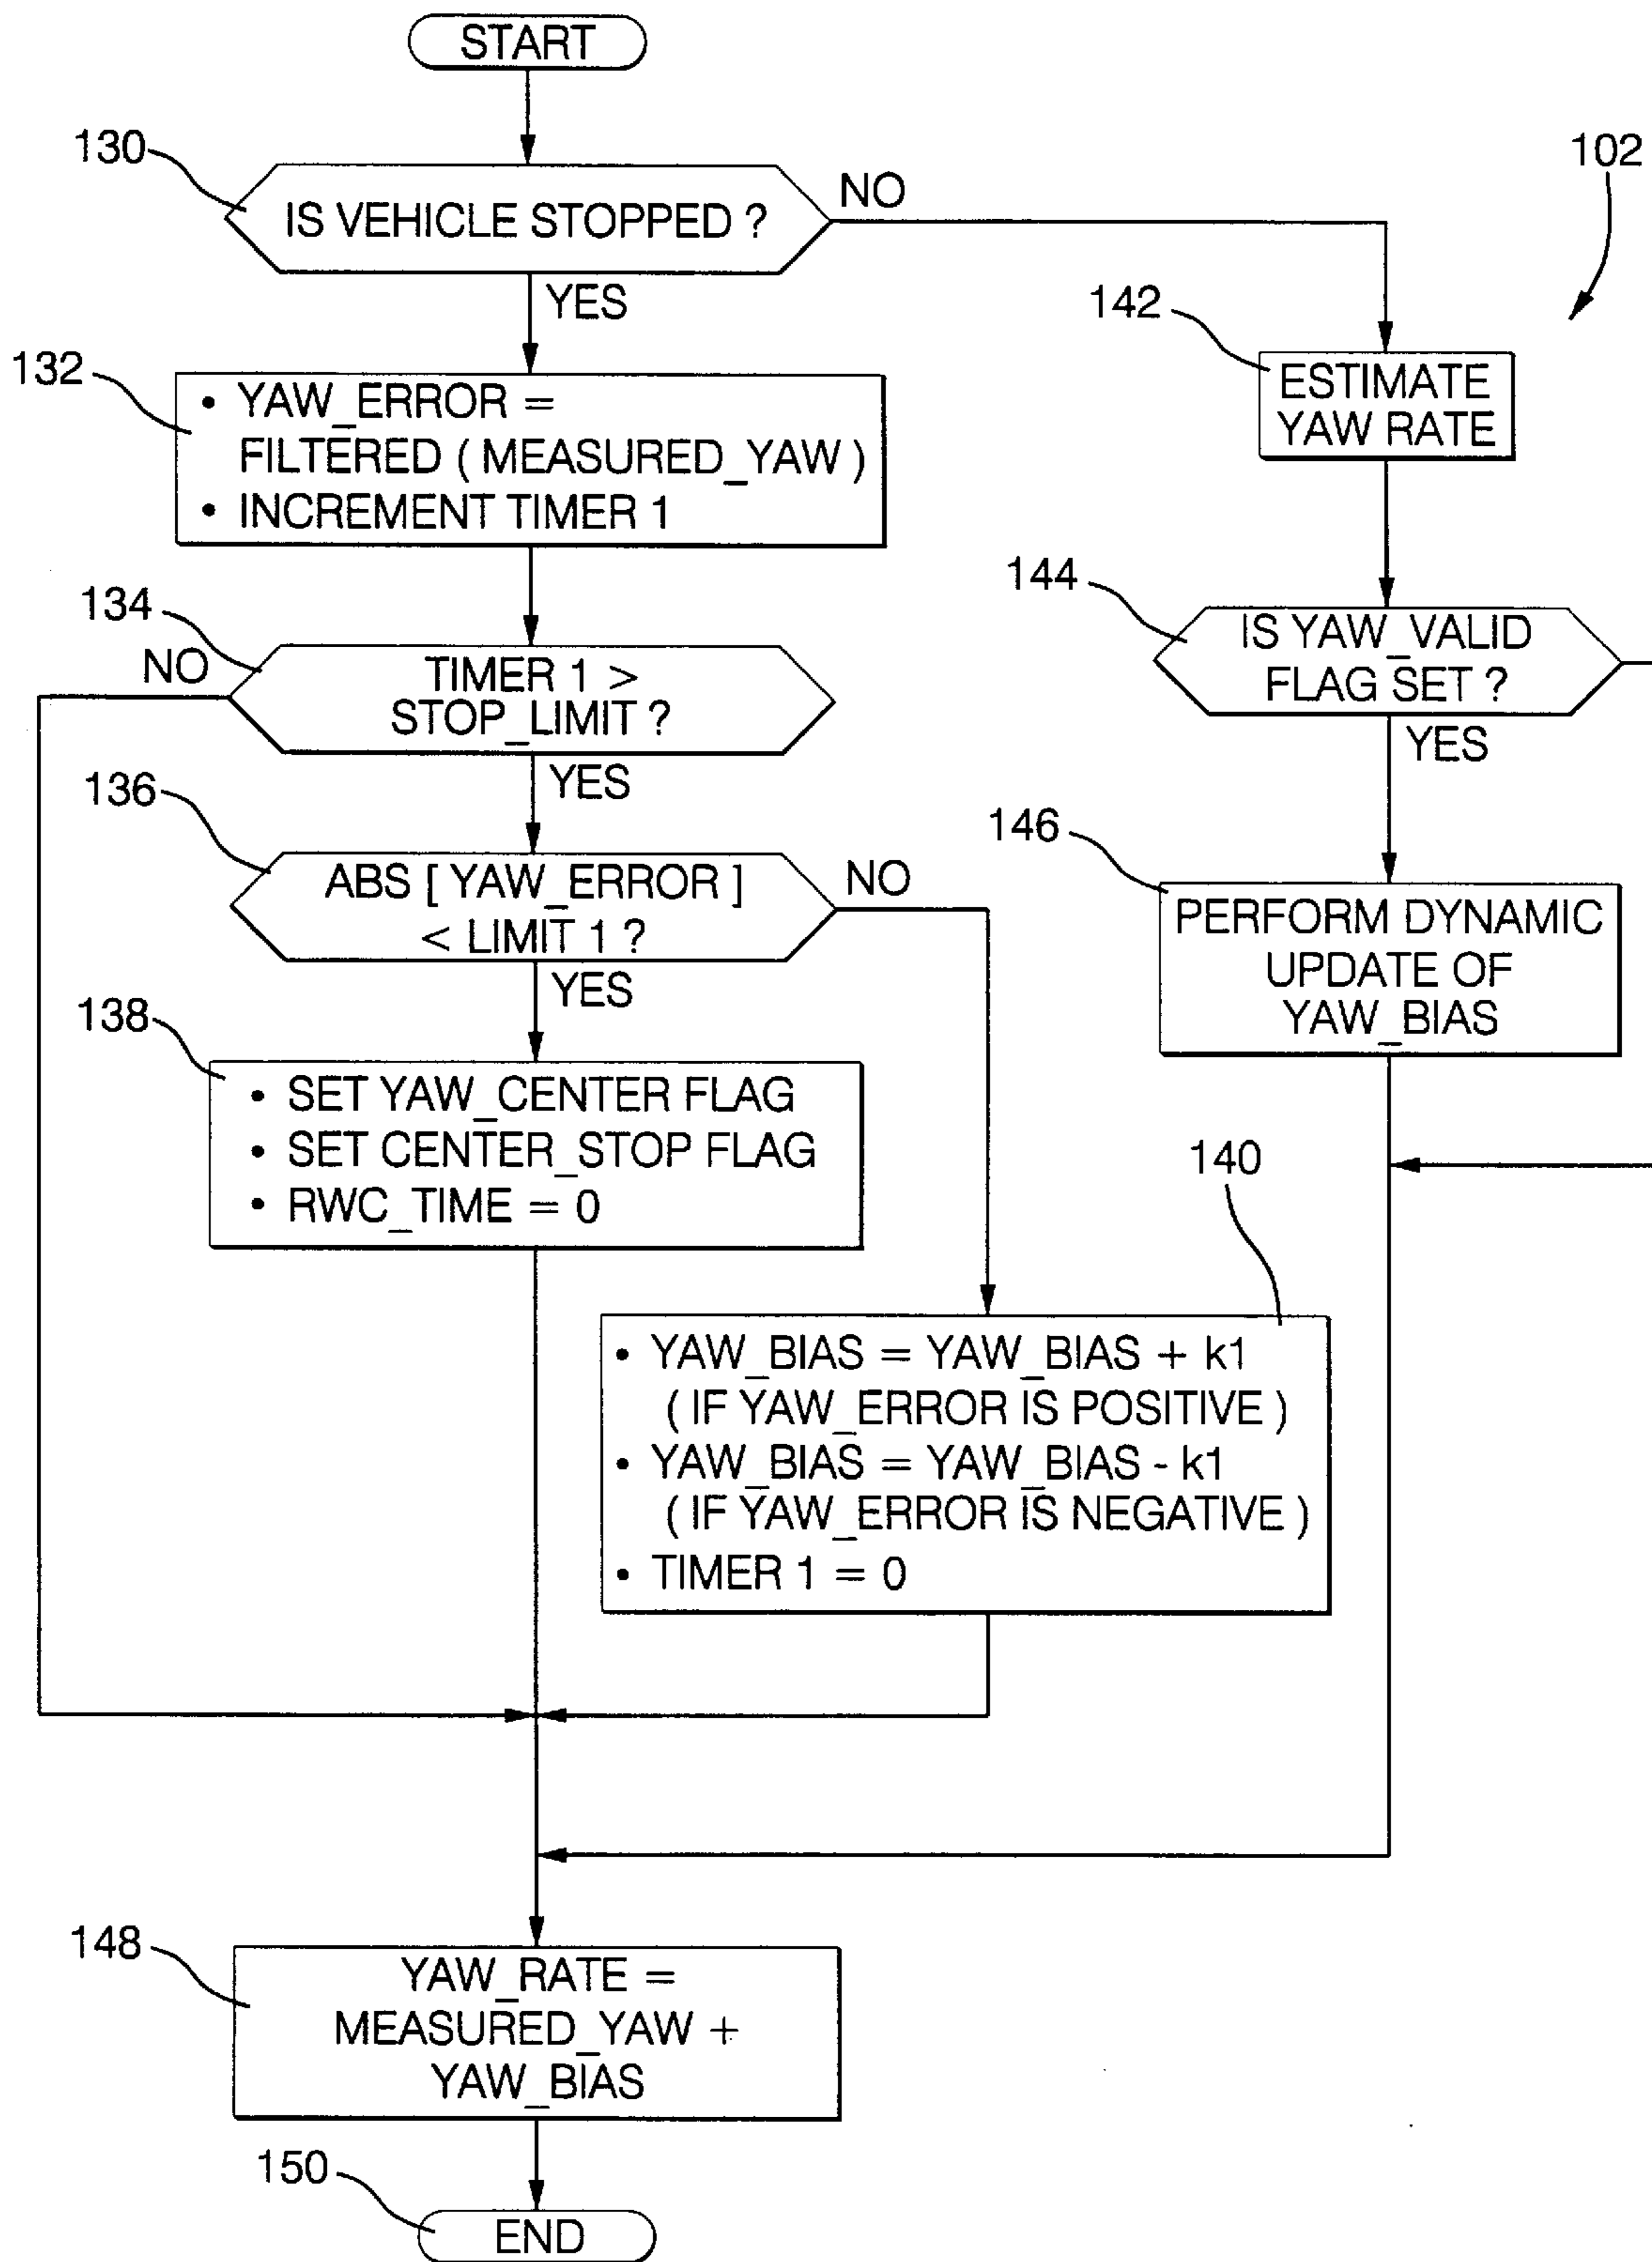 START
130
IS VEHICLE STOPPED ?
NO
102
YES
142
ESTIMATE
YAW RATE
132
• YAW_ERROR =
FILTERED ( MEASURED_YAW )
• INCREMENT TIMER 1
144
IS YAW_VALID
FLAG SET ?
YES
134
NO
TIMER 1 >
STOP_LIMIT ?
YES
136
ABS [ YAW_ERROR ]
< LIMIT 1 ?
NO
YES
146
PERFORM DYNAMIC
UPDATE OF
YAW_BIAS
138
• SET YAW_CENTER FLAG
• SET CENTER_STOP FLAG
• RWC_TIME = 0
140
• YAW_BIAS = YAW_BIAS + k1
( IF YAW_ERROR IS POSITIVE )
• YAW_BIAS = YAW_BIAS - k1
( IF YAW_ERROR IS NEGATIVE )
• TIMER 1 = 0
148
YAW_RATE =
MEASURED_YAW +
YAW_BIAS
150
END